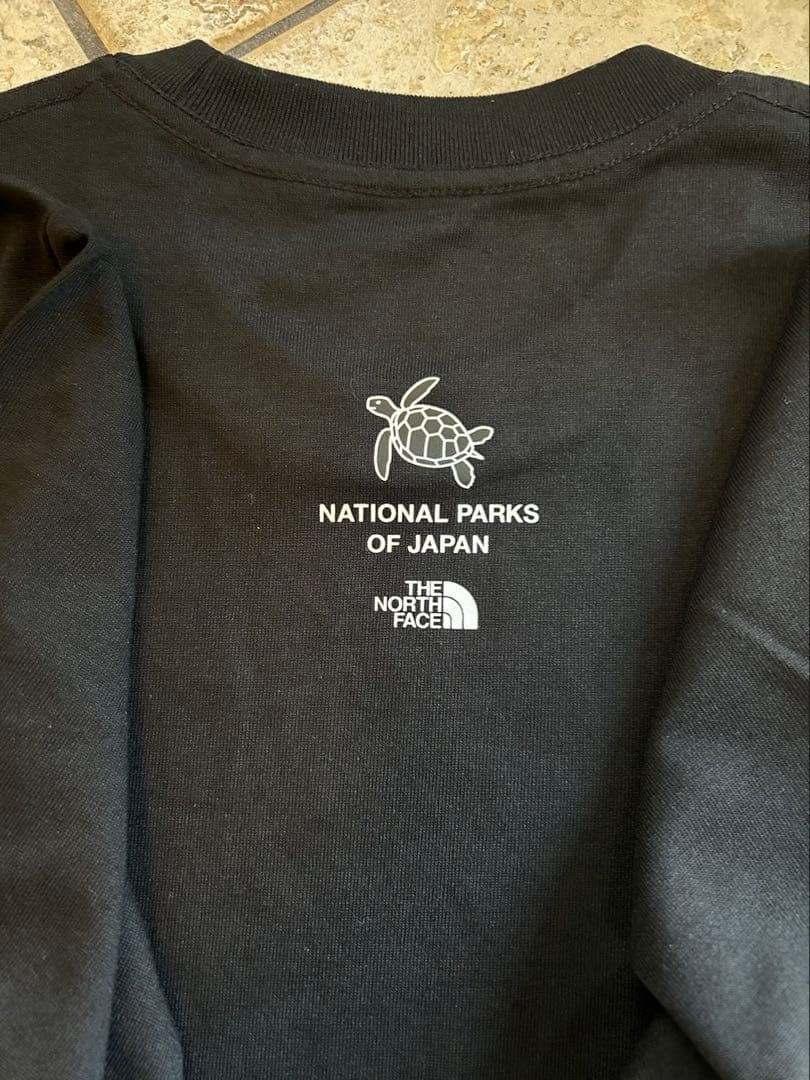 NATIONAL PARKS
OF JAPAN
THE
NORTH
FACE